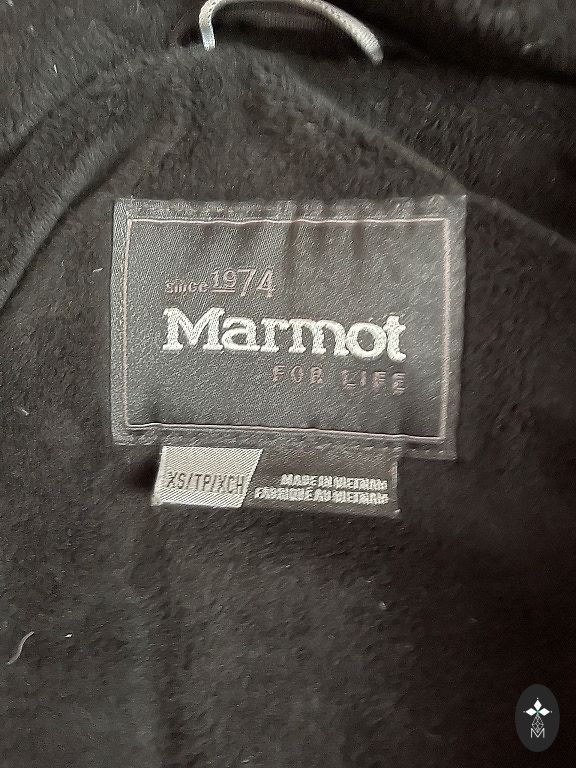 Since 1974
Marmot
FOR LIFE
XS/TP/XCH
MADE IN VIETNAM
FABRIQUÉ AU VIETNAM
M